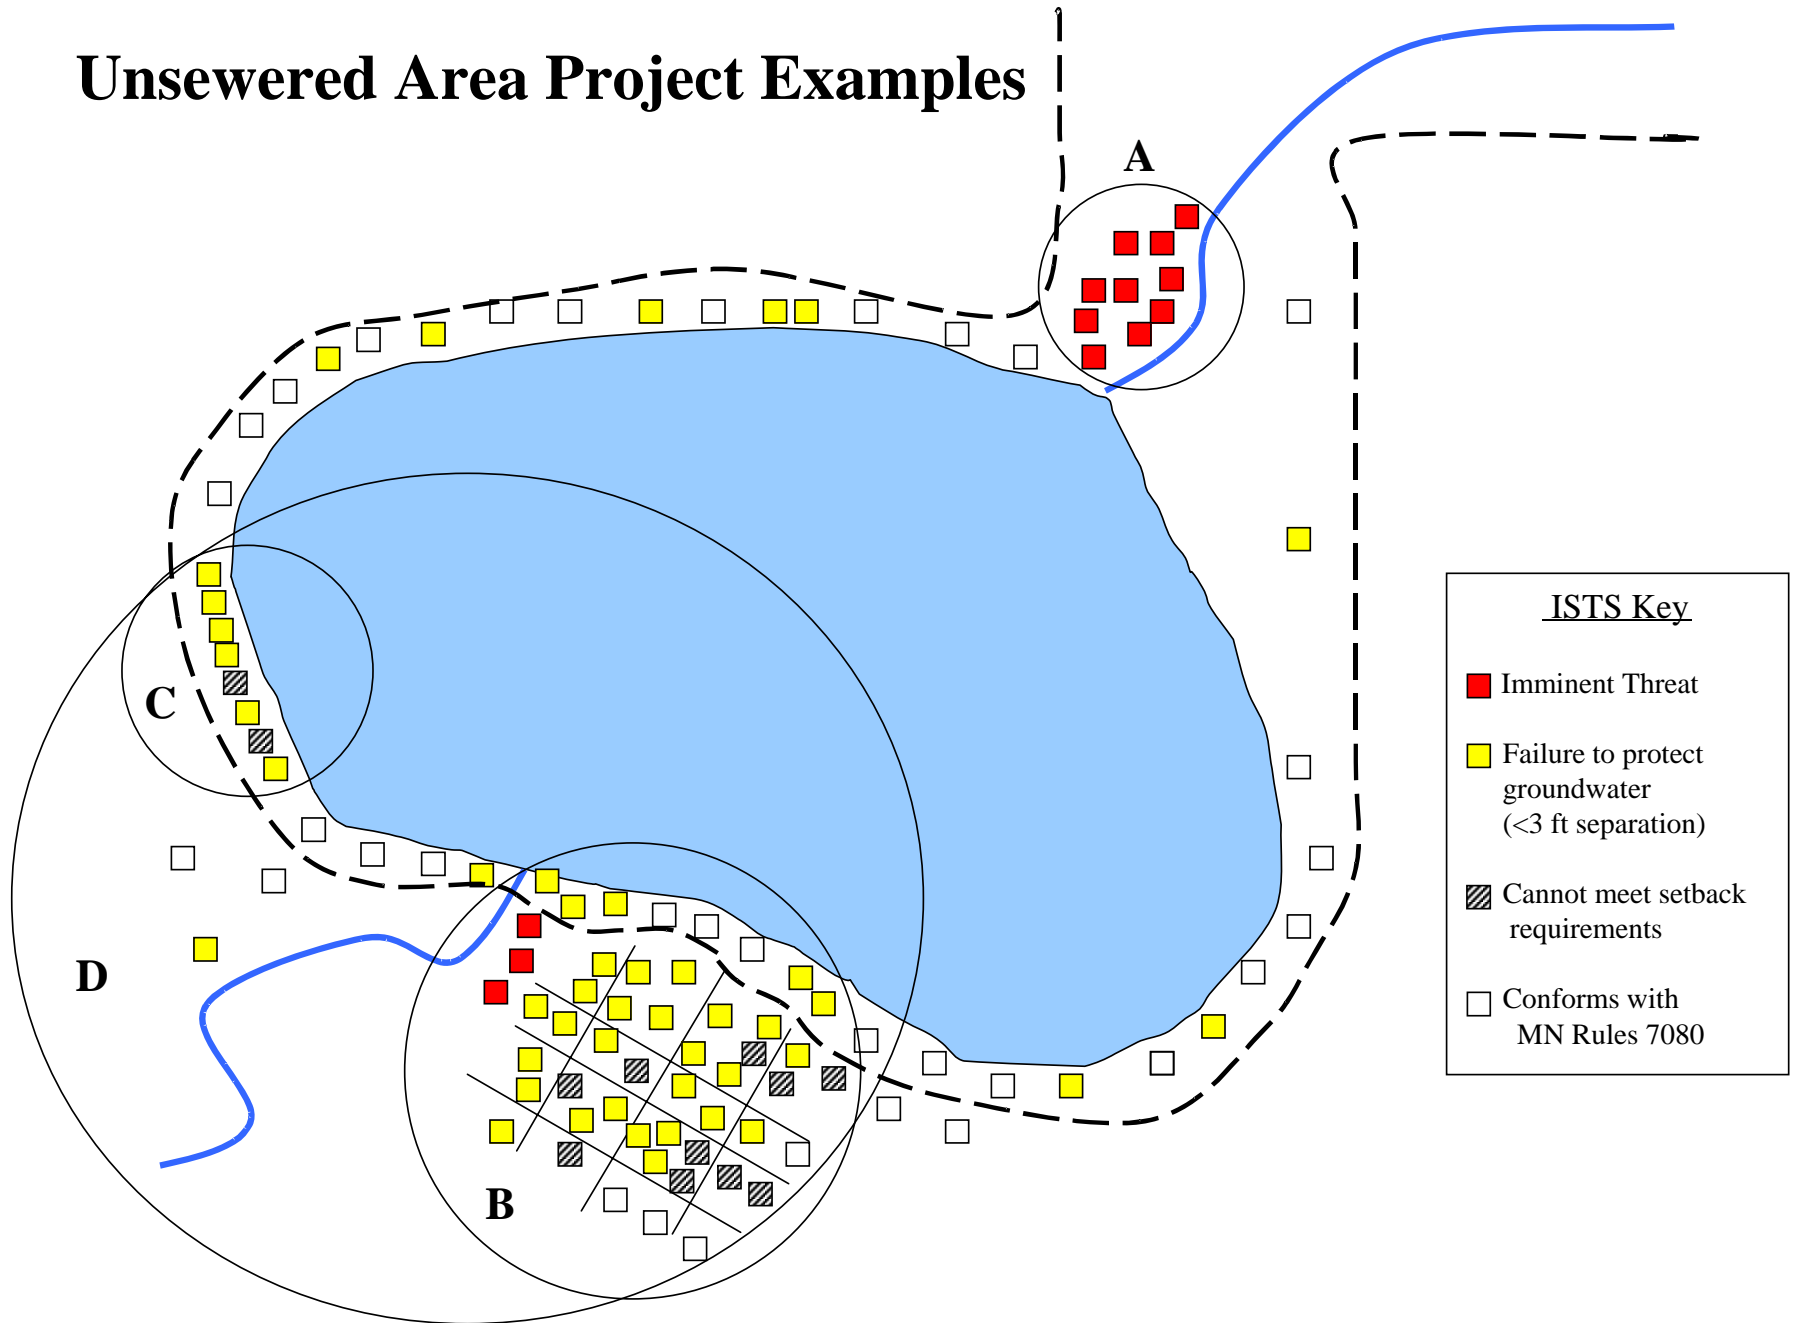 Unsewered Area Project Examples
A
C
D
B
ISTS Key
Imminent Threat
Failure to protect
groundwater
(<3 ft separation)
Cannot meet setback
requirements
Conforms with
MN Rules 7080